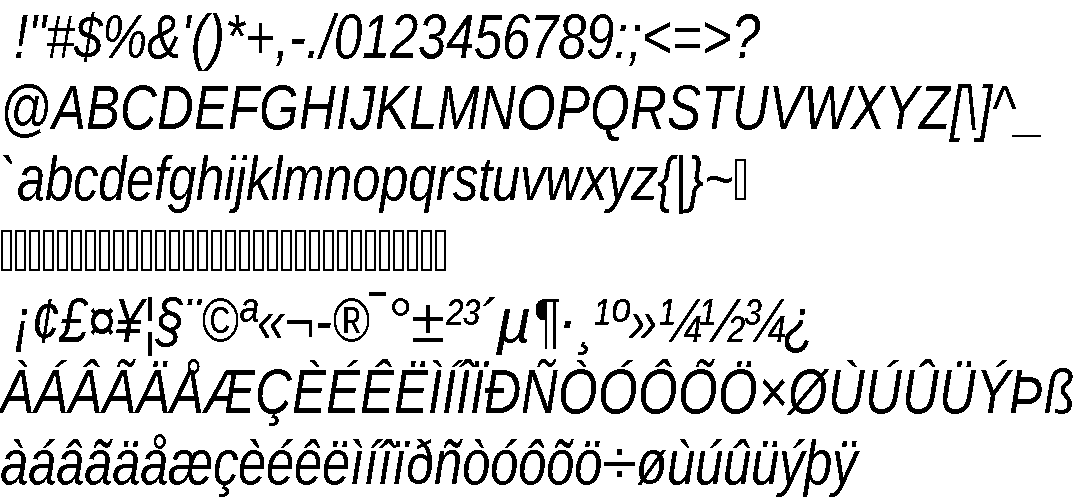 !"#$%&'()*+,-./0123456789:;<=>?
@ABCDEFGHIJKLMNOPQRSTUVWXYZ[\]^_
`abcdefghijklmnopqrstuvwxyz{|}~
¡¢£¤¥¦§¨©ª«¬-®¯°±²³´µ¶·¸¹º»¼½¾¿
ÀÁÂÃÄÅÆÇÈÉÊËÌÍÎÏÐÑÒÓÔÕÖ×ØÙÚÛÜÝÞß
àáâãäåæçèéêëìíîïðñòóôõö÷øùúûüýþÿ